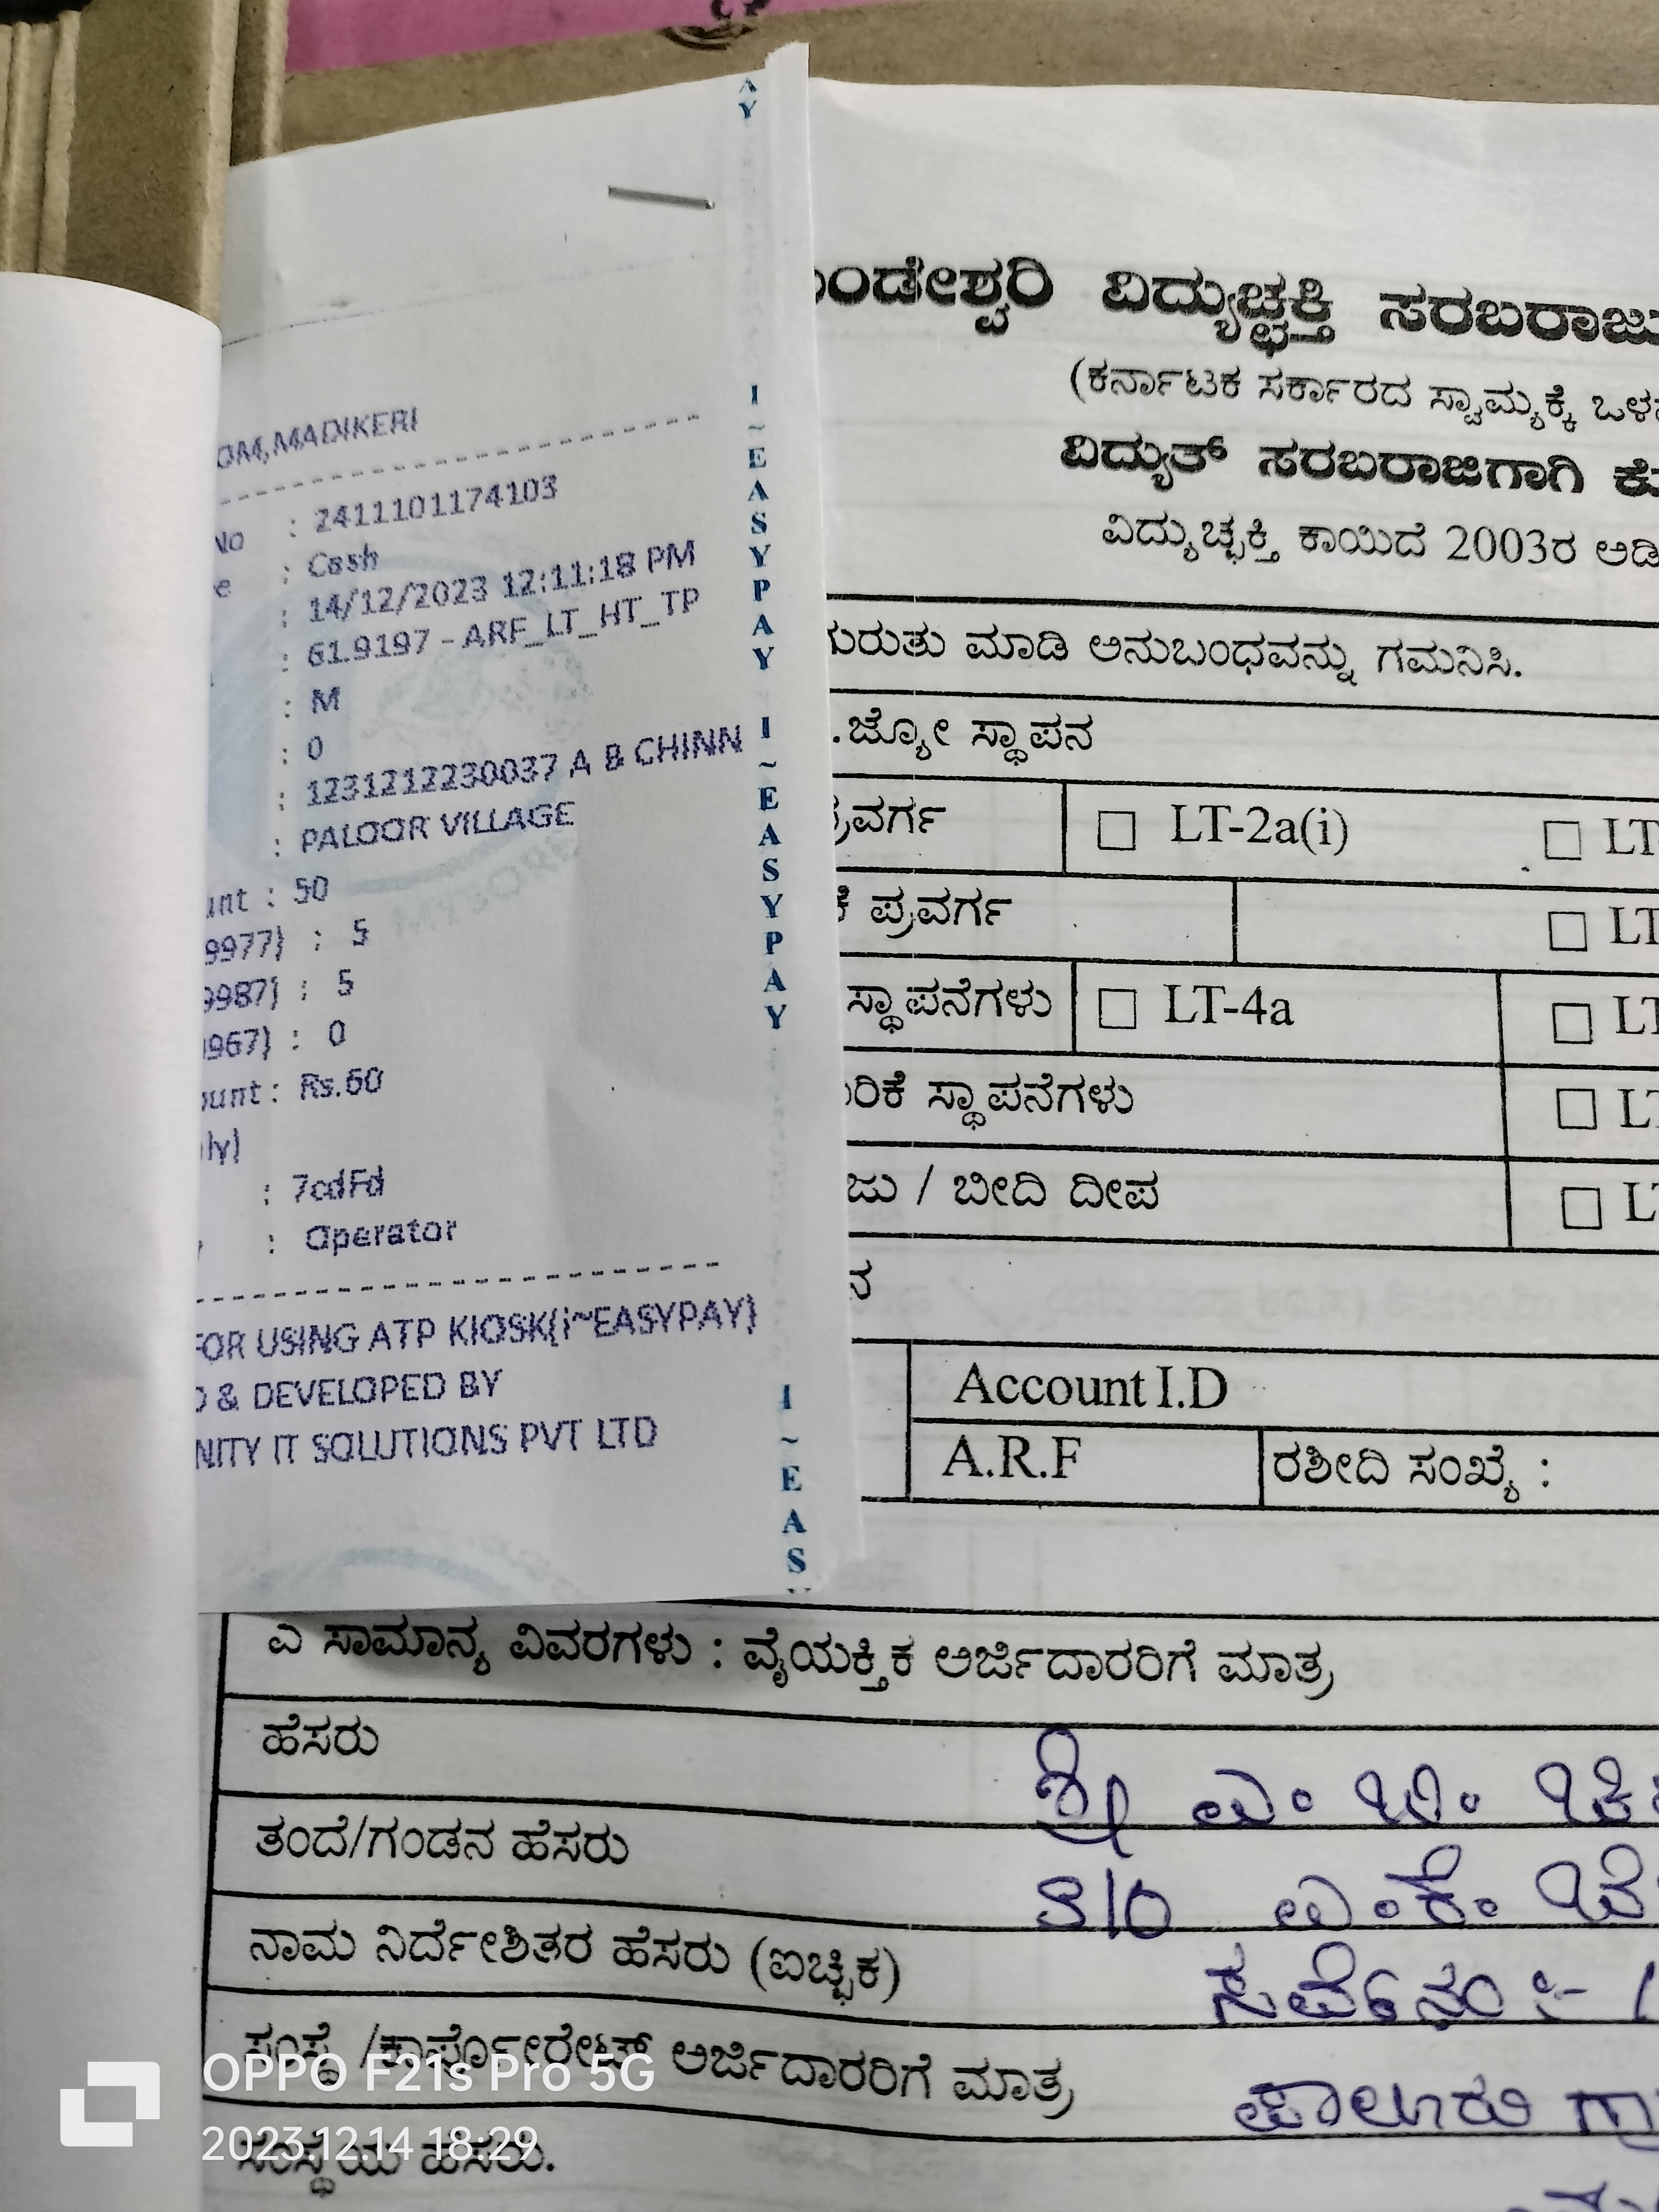 OM,MADIKERI
No : 2411101174103
e : Cash
: 14/12/2023 12:11:18 PM
: 61.9197 - ARF_LT_HT_TP
: M
: 0
: 1231212230037 A B CHINN
: PALOOR VILLAGE
unt : 50
9977) : 5
9987) : 5
967) : 0
ount : Rs.60
ly)
: 7cdFd
: Operator
FOR USING ATP KIOSK(i~EASYPAY)
D & DEVELOPED BY
NITY IT SOLUTIONS PVT LTD
AY
I~EASYPAY
I~EASYPAY
I~EAS
ಂಡೇಶ್ವರಿ ವಿದ್ಯುಚ್ಛಕ್ತಿ ಸರಬರಾಜು
(ಕರ್ನಾಟಕ ಸರ್ಕಾರದ ಸ್ವಾಮ್ಯಕ್ಕೆ ಒಳ
ವಿದ್ಯುತ್ ಸರಬರಾಜಿಗಾಗಿ ಕೆ
ವಿದ್ಯುಚ್ಛಕ್ತಿ ಕಾಯಿದೆ 2003ರ ಅಡಿ
ಗುರುತು ಮಾಡಿ ಅನುಬಂಧವನ್ನು ಗಮನಿಸಿ.
.ಜ್ಯೋ ಸ್ಥಾಪನ
ಪ್ರವರ್ಗ □ LT-2a(i) □ LT
ಕೆ ಪ್ರವರ್ಗ □ LT
ಸ್ಥಾಪನೆಗಳು □ LT-4a □ LT
ರಿಕೆ ಸ್ಥಾಪನೆಗಳು □ LT
ಜು / ಬೀದಿ ದೀಪ □ L
ನ
Account I.D
A.R.F ರಶೀದಿ ಸಂಖ್ಯೆ :
ಎ ಸಾಮಾನ್ಯ ವಿವರಗಳು : ವೈಯಕ್ತಿಕ ಅರ್ಜಿದಾರರಿಗೆ ಮಾತ್ರ
ಹೆಸರು ಶ್ರೀ ಎಂ. ಬಿ. ಚಿ
ತಂದೆ/ಗಂಡನ ಹೆಸರು S/o ಎ.ಕೆ. ಚೆ
ನಾಮ ನಿರ್ದೇಶಿತರ ಹೆಸರು (ಐಚ್ಛಿಕ) ಸರ್ವೆನಂ :- 1
ಸಂಸ್ಥೆ /ಕಾರ್ಪೊರೇಟ್ ಅರ್ಜಿದಾರರಿಗೆ ಮಾತ್ರ ಪಾಲೂರು ಗ್ರಾ
ಸಂಸ್ಥೆಯ ಹೆಸರು.
OPPO F21s Pro 5G
2023.12.14 18:29